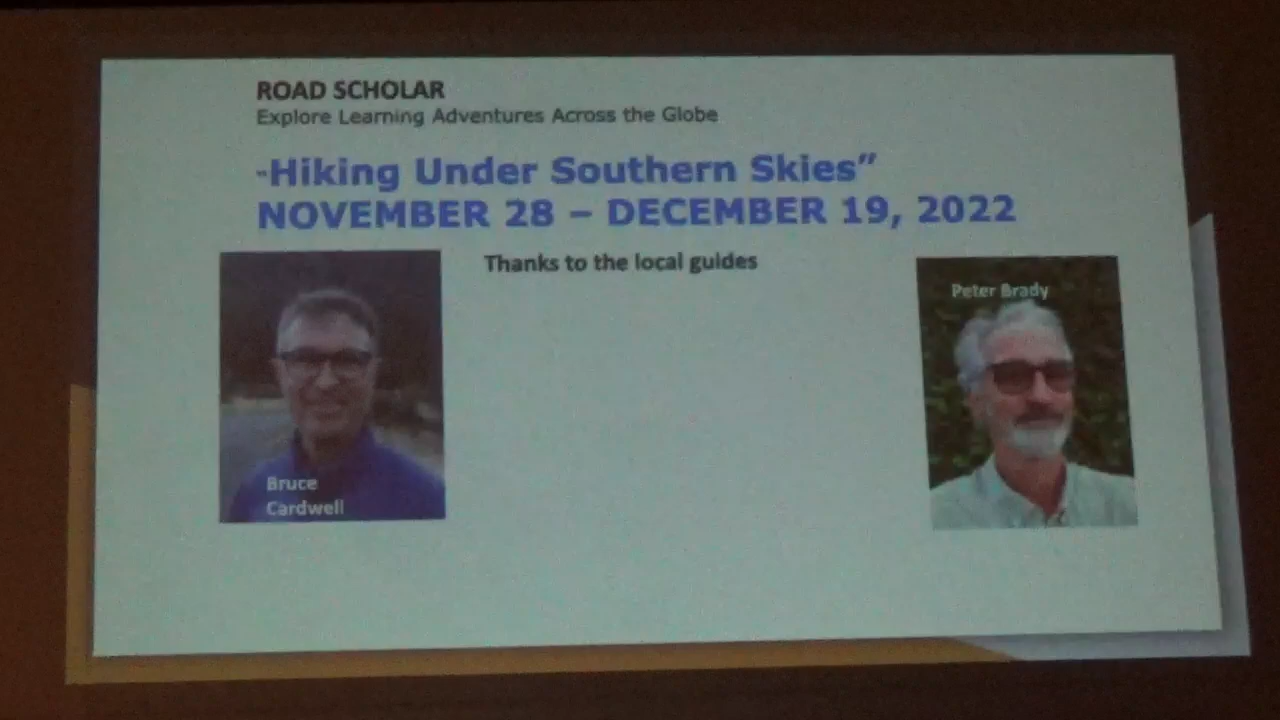 ROAD SCHOLAR
Explore Learning Adventures Across the Globe
“Hiking Under Southern Skies”
NOVEMBER 28 – DECEMBER 19, 2022
Thanks to the local guides
Peter Brady
Bruce
Cardwell